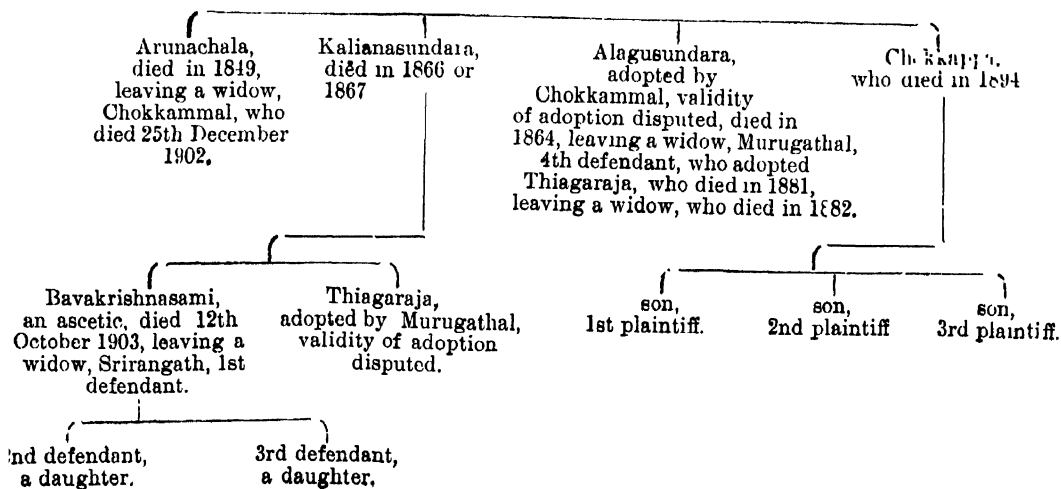 Arunachala,
died in 1849,
leaving a widow,
Chokkammal, who
died 25th December
1902.
Kalianasundara,
died in 1866 or
1867
Alagusundara,
adopted by
Chokkammal, validity
of adoption disputed, died in
1864, leaving a widow, Murugathal,
4th defendant, who adopted
Thiagaraja, who died in 1881,
leaving a widow, who died in 1882.
who died in 1894
Bavakrishnasami,
an ascetic, died 12th
October 1903, leaving a
widow, Srirangath, 1st
defendant.
Thiagaraja,
adopted by Murugathal,
validity of adoption
disputed.
son,
1st plaintiff.
son,
2nd plaintiff
son,
3rd plaintiff.
2nd defendant,
a daughter.
3rd defendant,
a daughter.